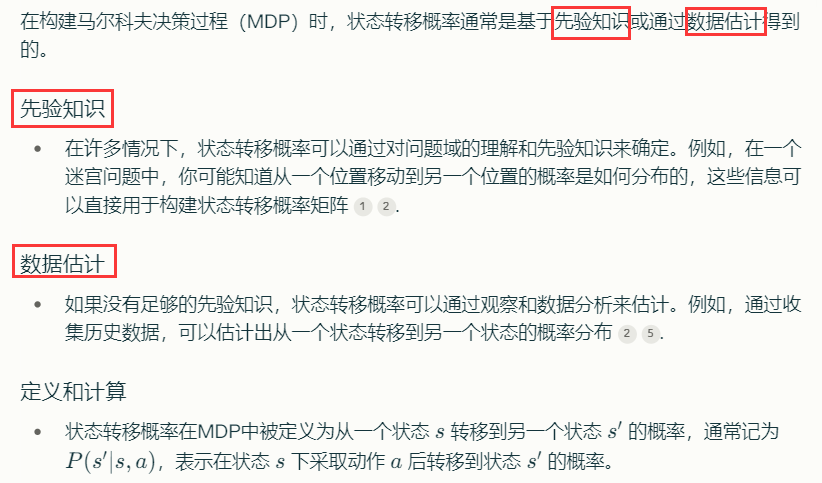 在构建马尔科夫决策过程（MDP）时，状态转移概率通常是基于先验知识或通过数据估计得到
的。
先验知识
• 在许多情况下，状态转移概率可以通过对问题域的理解和先验知识来确定。例如，在一个
迷宫问题中，你可能知道从一个位置移动到另一个位置的概率是如何分布的，这些信息可
以直接用于构建状态转移概率矩阵 1 2.
数据估计
• 如果没有足够的先验知识，状态转移概率可以通过观察和数据分析来估计。例如，通过收
集历史数据，可以估计出从一个状态转移到另一个状态的概率分布 2 5.
定义和计算
• 状态转移概率在MDP中被定义为从一个状态 s 转移到另一个状态 s′ 的概率，通常记为
P(s′|s, a)，表示在状态 s 下采取动作 a 后转移到状态 s′ 的概率。